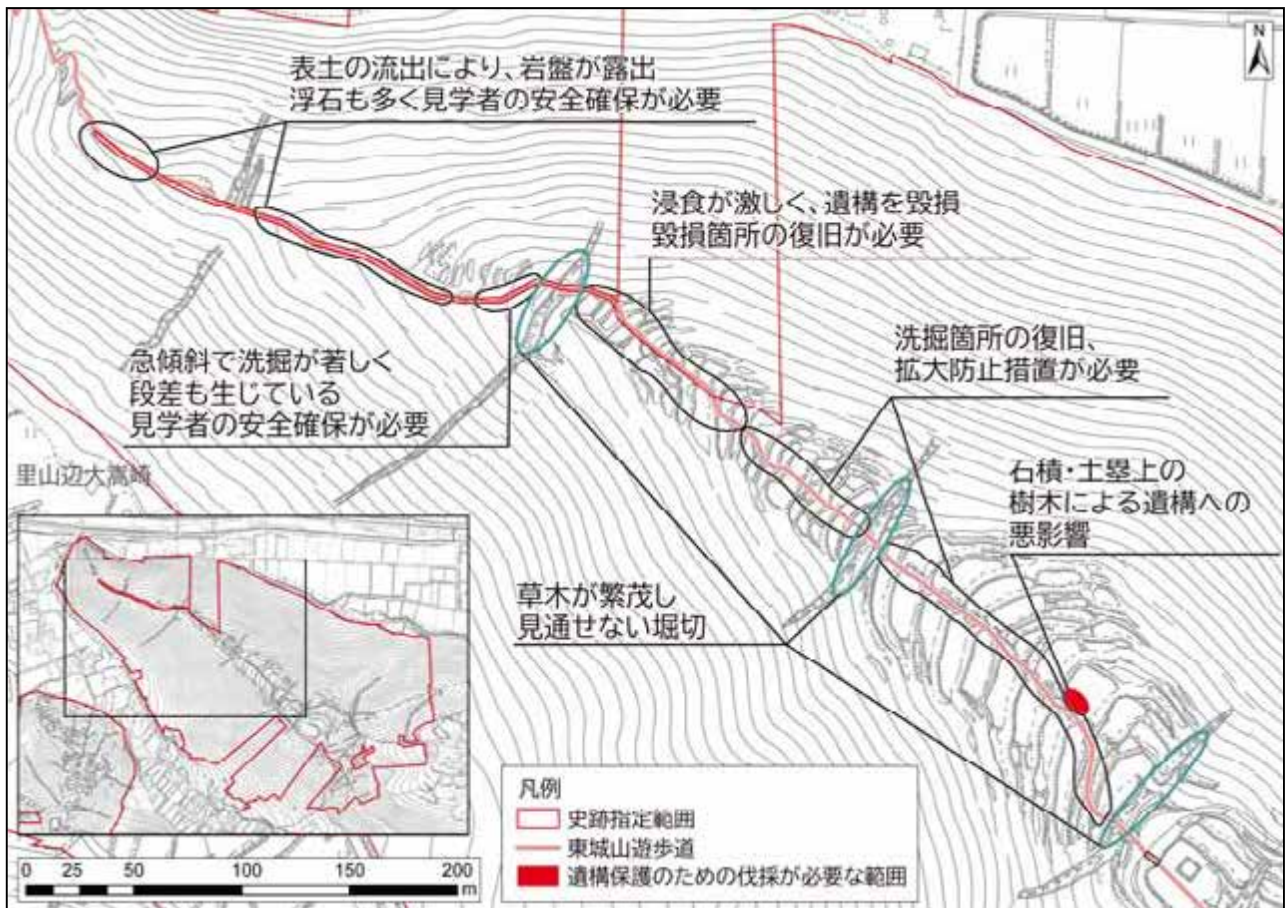 N
表土の流出により、岩盤が露出
浮石も多く見学者の安全確保が必要
浸食が激しく、遺構を毀損
毀損箇所の復旧が必要
急傾斜で洗掘が著しく
段差も生じている
見学者の安全確保が必要
洗掘箇所の復旧、
拡大防止措置が必要
里山辺大嵩崎
石積・土塁上の
樹木による遺構への
悪影響
草木が繁茂し
見通せない堀切
凡例
史跡指定範囲
東城山遊歩道
遺構保護のための伐採が必要な範囲
0 25 50 100 150 200
m